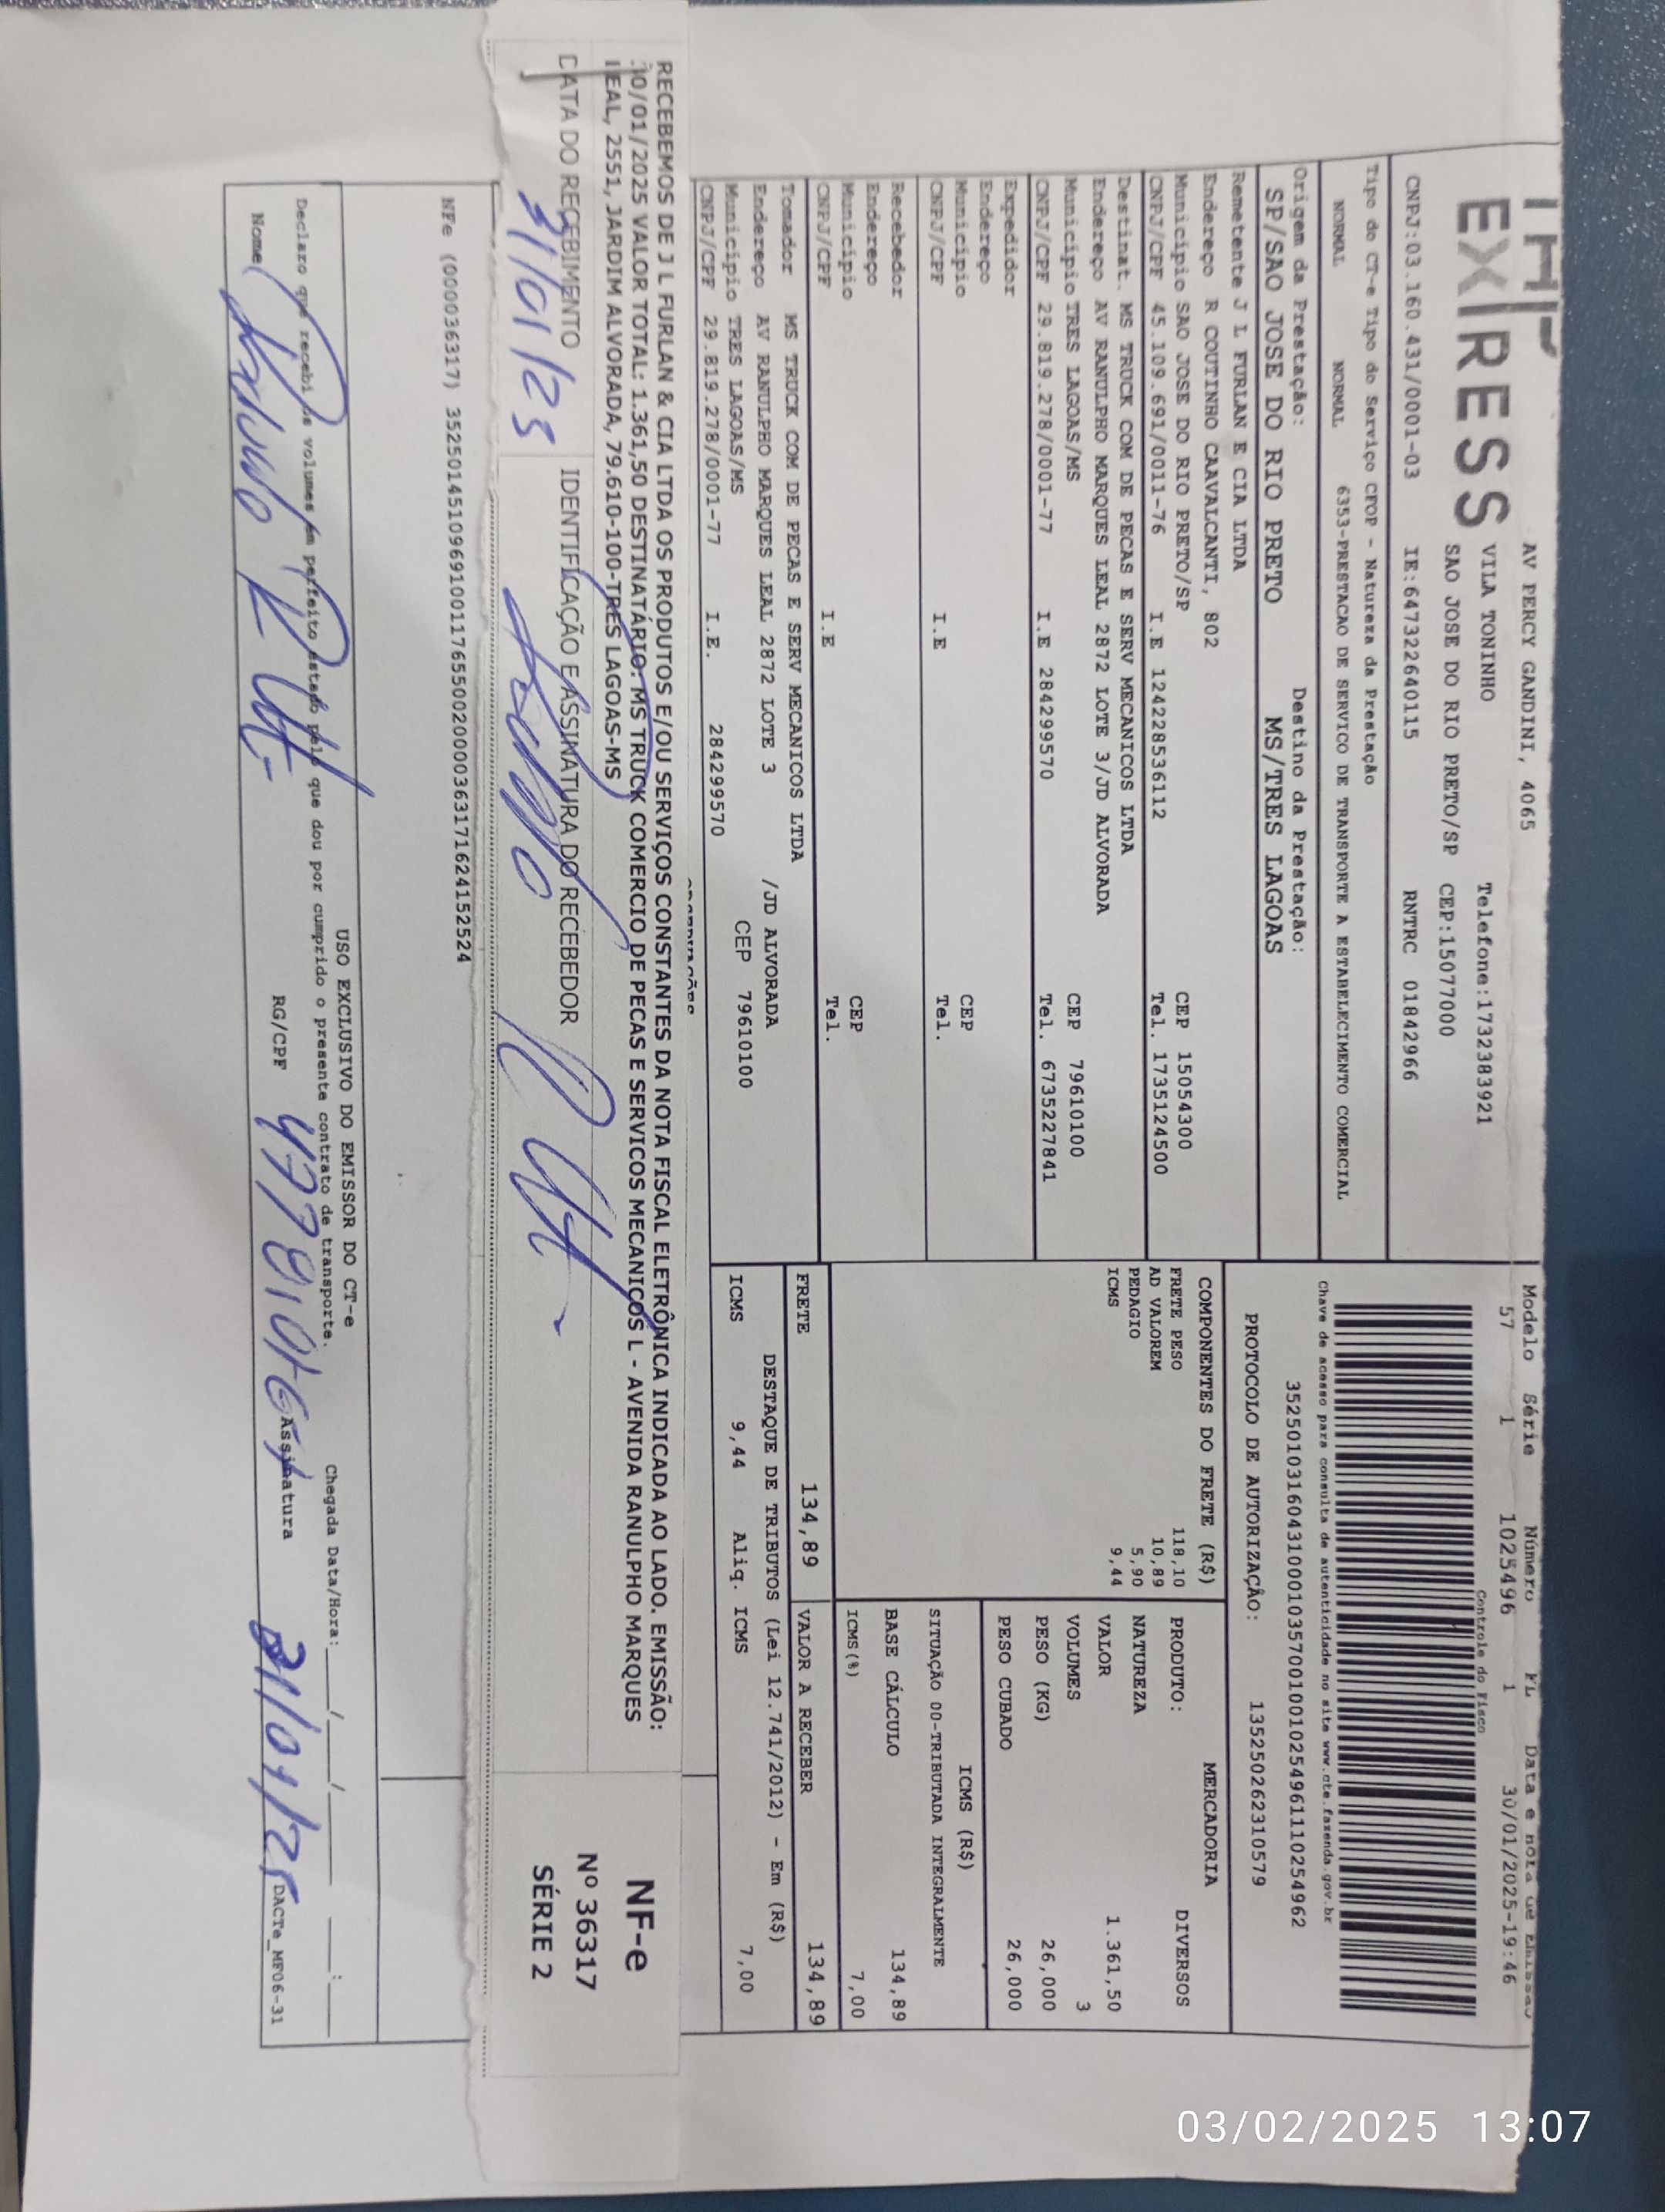 EXPRESS
AV PERCY GANDINI, 4065
VILA TONINHO Telefone:1732383921
SAO JOSE DO RIO PRETO/SP CEP:15077000
CNPJ:03.160.431/0001-03 IE:647322640115 RNTRC 01842966
Modelo Série Número FL Data e Hora de Emissão
57 1 1025496 1 30/01/2025-19:46
Controle do Fisco
Tipo do CT-e Tipo do Serviço CFOP - Natureza da Prestação
NORMAL NORMAL 6353-PRESTACAO DE SERVICO DE TRANSPORTE A ESTABELECIMENTO COMERCIAL
Chave de acesso para consulta de autenticidade no site www.cte.fazenda.gov.br
35250103160431000103570010010254961110254962
Origem da Prestação: Destino da Prestação:
SP/SAO JOSE DO RIO PRETO MS/TRES LAGOAS
PROTOCOLO DE AUTORIZAÇÃO: 135250262310579
Remetente J L FURLAN E CIA LTDA
Endereço R COUTINHO CAAVALCANTI, 802
Município SAO JOSE DO RIO PRETO/SP CEP 15054300
CNPJ/CPF 45.109.691/0011-76 I.E 124228536112 Tel. 1735124500
Destinat. MS TRUCK COM DE PECAS E SERV MECANICOS LTDA
Endereço AV RANULPHO MARQUES LEAL 2872 LOTE 3/JD ALVORADA
Município TRES LAGOAS/MS CEP 79610100
CNPJ/CPF 29.819.278/0001-77 I.E 284299570 Tel. 67352278​41
Expedidor
Endereço
Município CEP
CNPJ/CPF I.E Tel.
Recebedor
Endereço
Município CEP
CNPJ/CPF I.E Tel.
Tomador MS TRUCK COM DE PECAS E SERV MECANICOS LTDA
Endereço AV RANULPHO MARQUES LEAL 2872 LOTE 3 /JD ALVORADA
Município TRES LAGOAS/MS CEP 79610100
CNPJ/CPF 29.819.278/0001-77 I.E. 284299570
COMPONENTES DO FRETE (R$)
FRETE PESO 118,10
AD VALOREM 10,89
PEDAGIO 5,90
ICMS 9,44
MERCADORIA
PRODUTO: DIVERSOS
NATUREZA
VALOR 1.361,50
VOLUMES 3
PESO (KG) 26,000
PESO CUBADO 26,000
ICMS (R$)
SITUAÇÃO 00-TRIBUTADA INTEGRALMENTE
BASE CÁLCULO 134,89
ICMS(%) 7,00
FRETE 134,89 VALOR A RECEBER 134,89
DESTAQUE DE TRIBUTOS (Lei 12.741/2012) - Em (R$)
ICMS 9,44 Aliq. ICMS 7,00
RECEBEMOS DE J L FURLAN & CIA LTDA OS PRODUTOS E/OU SERVIÇOS CONSTANTES DA NOTA FISCAL ELETRÔNICA INDICADA AO LADO. EMISSÃO:
30/01/2025 VALOR TOTAL: 1.361,50 DESTINATÁRIO: MS TRUCK COMERCIO DE PECAS E SERVICOS MECANICOS L - AVENIDA RANULPHO MARQUES
LEAL, 2551, JARDIM ALVORADA, 79.610-100-TRES LAGOAS-MS
DATA DO RECEBIMENTO IDENTIFICAÇÃO E ASSINATURA DO RECEBEDOR
31/01/25
NF-e
Nº 36317
SÉRIE 2
NFe (000036317) 35250145109691001176550020000363171624152524
USO EXCLUSIVO DO EMISSOR DO CT-e
Declaro que recebi os volumes em perfeito estado pelo que dou por cumprido o presente contrato de transporte. Chegada Data/Hora: ___/___/___ ___:___
Nome RG/CPF Assinatura 31/01/25
DACTe_MF06-31
03/02/2025 13:07